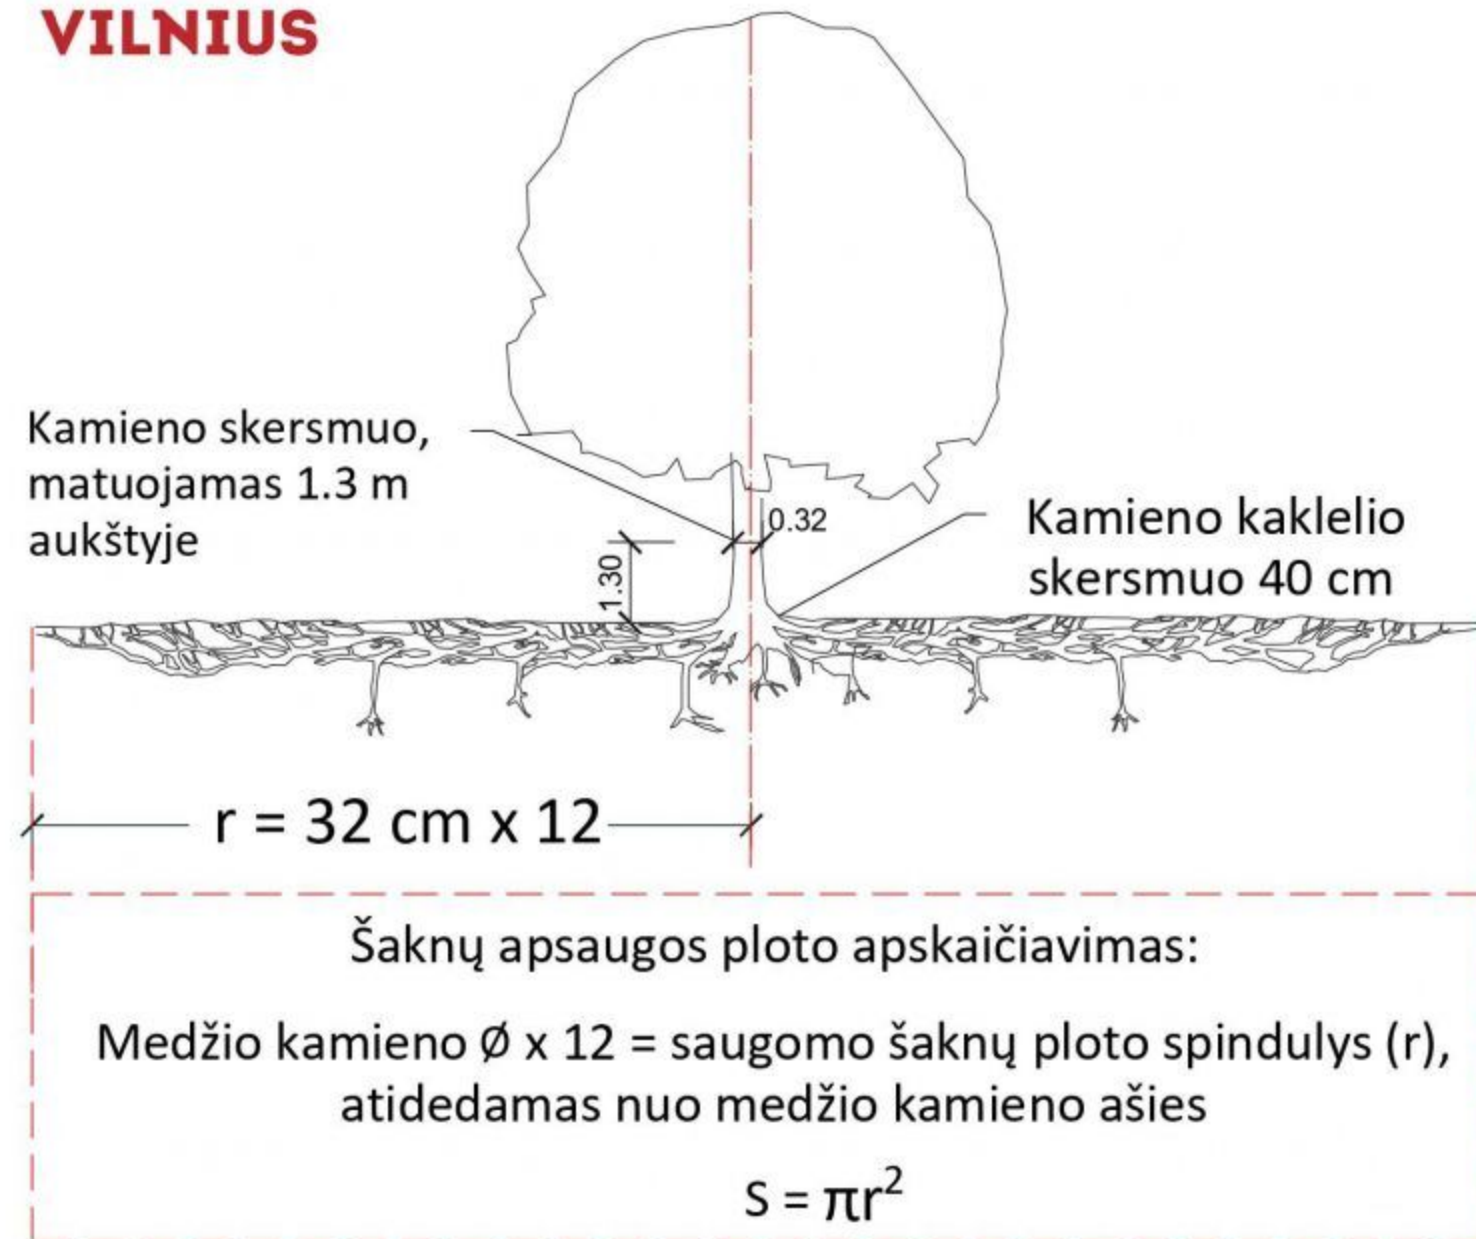 VILNIUS
Kamieno skersmuo,
matuojamas 1.3 m
aukštyje
0.32
1.30
Kamieno kaklelio
skersmuo 40 cm
r = 32 cm x 12
Šaknų apsaugos ploto apskaičiavimas:
Medžio kamieno Ø x 12 = saugomo šaknų ploto spindulys (r),
atidedamas nuo medžio kamieno ašies
S = πr²